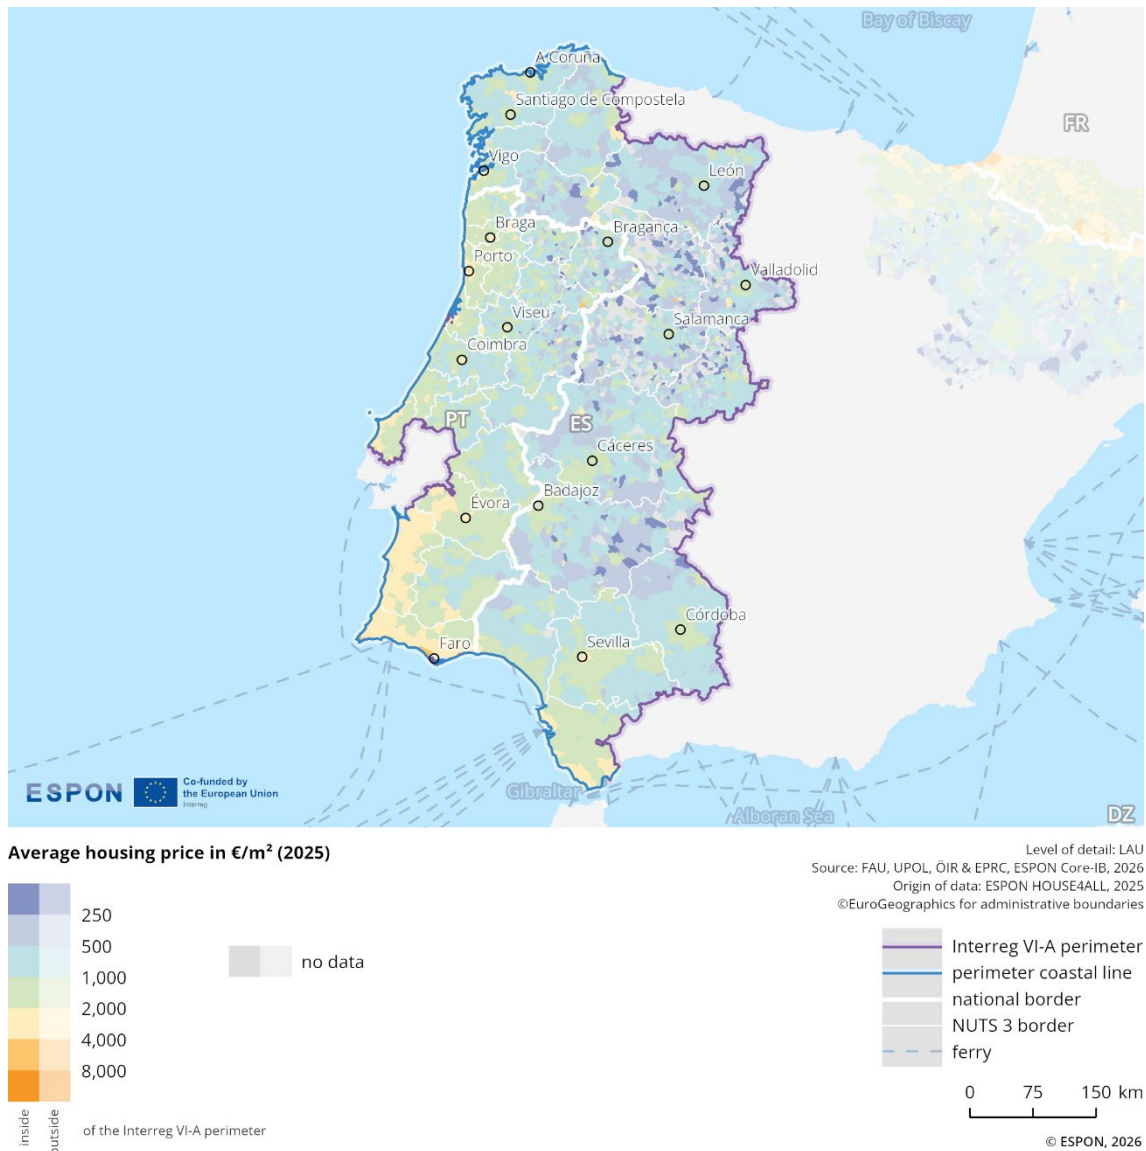 Bay of Biscay
A Coruña
Santiago de Compostela
FR
Vigo
León
Braga
Bragança
Porto
Valladolid
Viseu
Salamanca
Coimbra
PT
ES
Cáceres
Badajoz
Évora
Córdoba
Faro
Sevilla
ESPON
Co-funded by
the European Union
Interreg
Gibraltar
Alboran Sea
DZ
Average housing price in €/m² (2025)
250
500
1,000
2,000
4,000
8,000
inside
outside
of the Interreg VI-A perimeter
no data
Level of detail: LAU
Source: FAU, UPOL, ÖIR & EPRC, ESPON Core-IB, 2026
Origin of data: ESPON HOUSE4ALL, 2025
©EuroGeographics for administrative boundaries
Interreg VI-A perimeter
perimeter coastal line
national border
NUTS 3 border
ferry
0 75 150 km
© ESPON, 2026